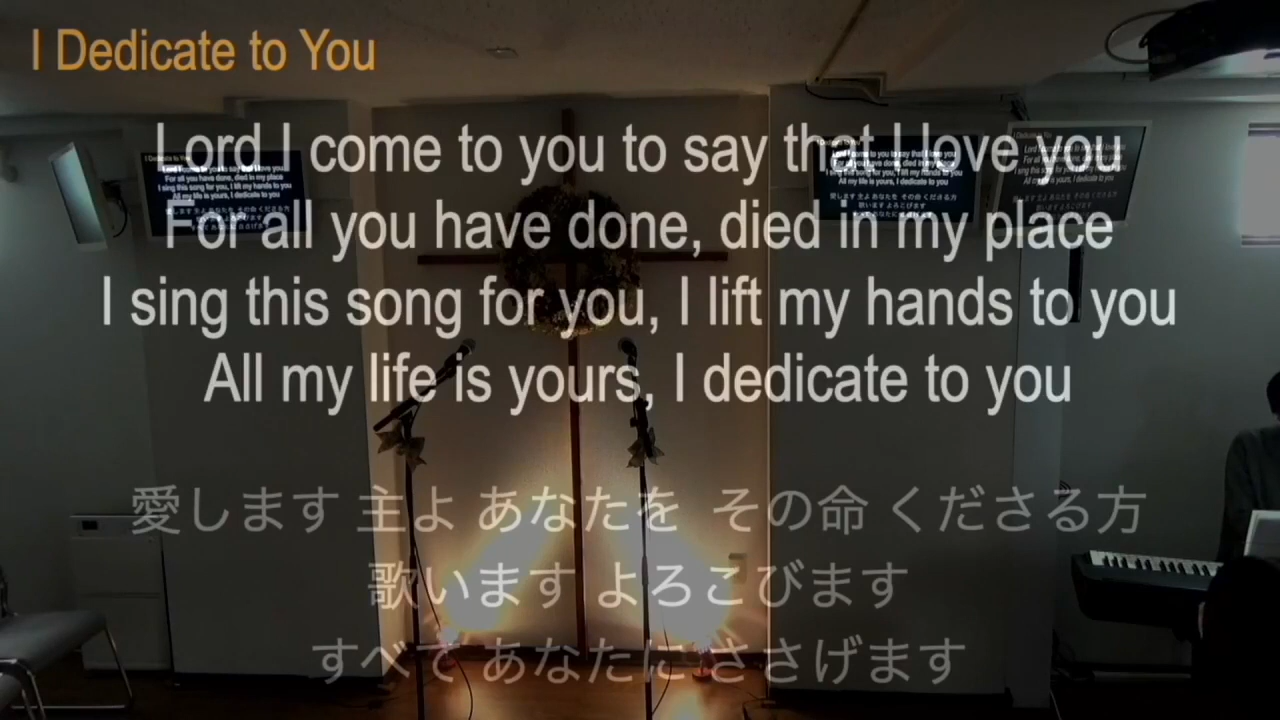 I Dedicate to You
Lord I come to you to say that I love you
For all you have done, died in my place
I sing this song for you, I lift my hands to you
All my life is yours, I dedicate to you
愛します 主よ あなたを その命 くださる方
歌います よろこびます
すべて あなたに ささげます